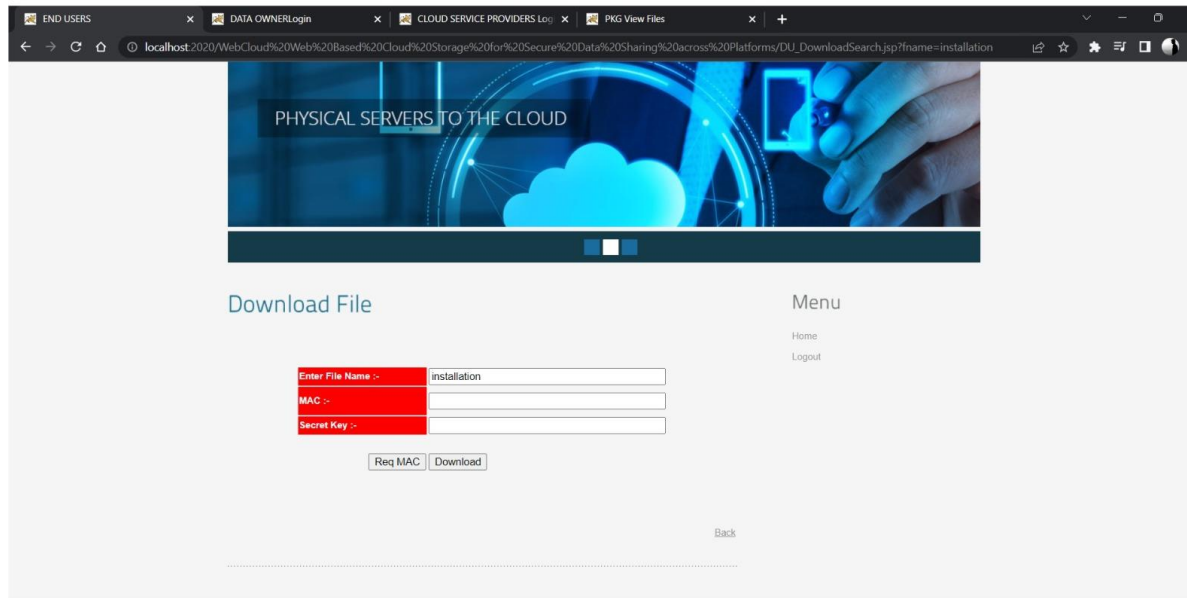 END USERS
DATA OWNERLogin
CLOUD SERVICE PROVIDERS Log
PKG View Files
localhost:2020/WebCloud%20Web%20Based%20Cloud%20Storage%20for%20Secure%20Data%20Sharing%20across%20Platforms/DU_DownloadSearch.jsp?fname=installation
PHYSICAL SERVERS TO THE CLOUD
Download File
Menu
Home
Logout
Enter File Name :-
installation
MAC :-
Secret Key :-
Req MAC Download
Back